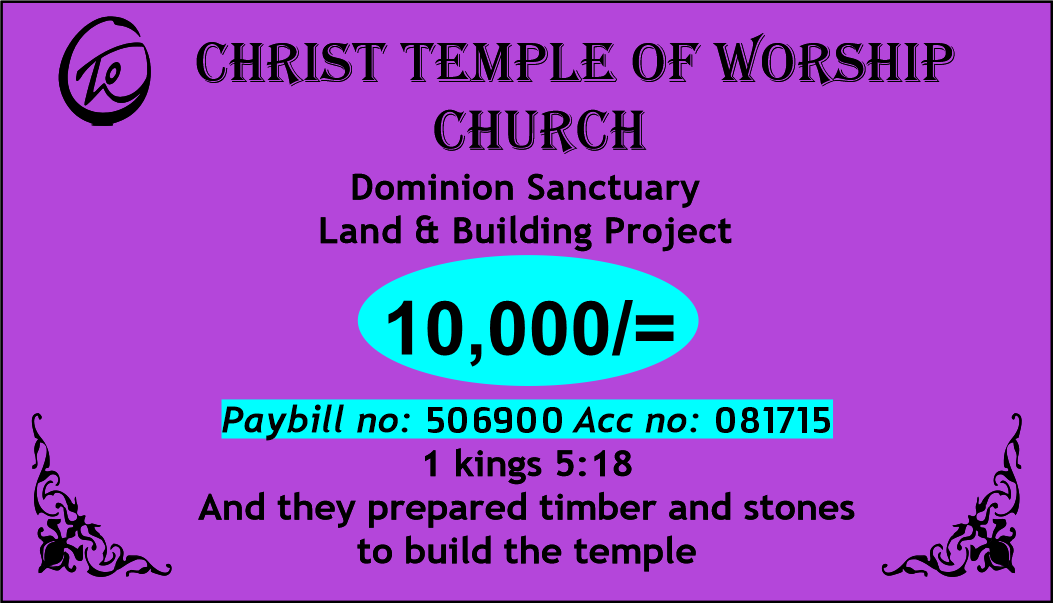 CHRIST TEMPLE OF WORSHIP
CHURCH
Dominion Sanctuary
Land & Building Project
10,000/=
Paybill no: 506900 Acc no: 081715
1 kings 5:18
And they prepared timber and stones
to build the temple